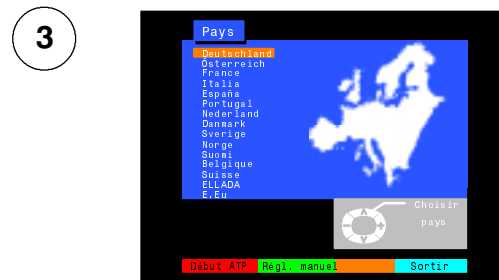 3
Pays
Deutschland
Österreich
France
Italia
España
Portugal
Nederland
Danmark
Sverige
Norge
Suomi
Belgique
Suisse
ELLADA
E.Eu
Choisir
pays
Début ATP Régl. manuel Sortir